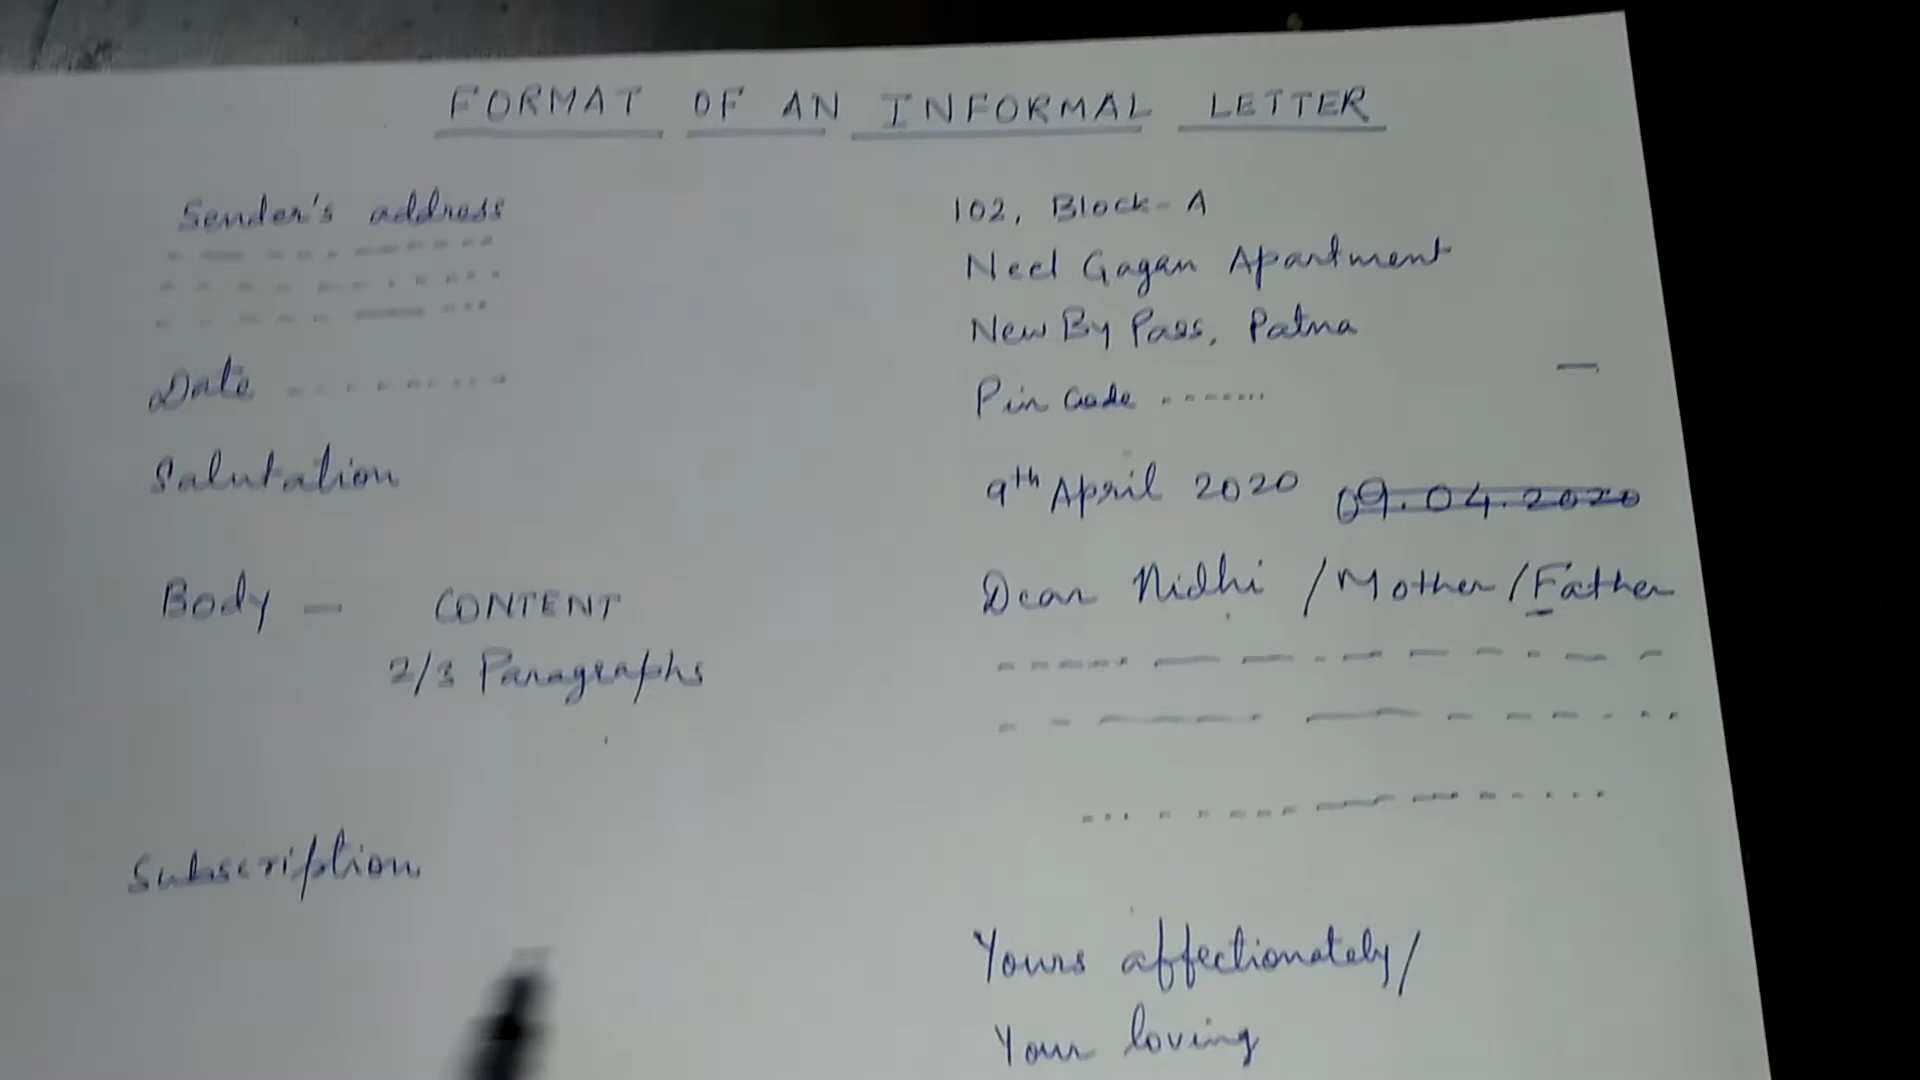 FORMAT OF AN INFORMAL LETTER
Sender's address
Date
Salutation
Body - CONTENT
2/3 Paragraphs
Subscription
102, Block-A
Neel Gagan Apartment
New By Pass, Patna
Pin Code .......
9th April 2020 09.04.2020
Dear Nidhi / Mother / Father
Yours affectionately/
Your loving